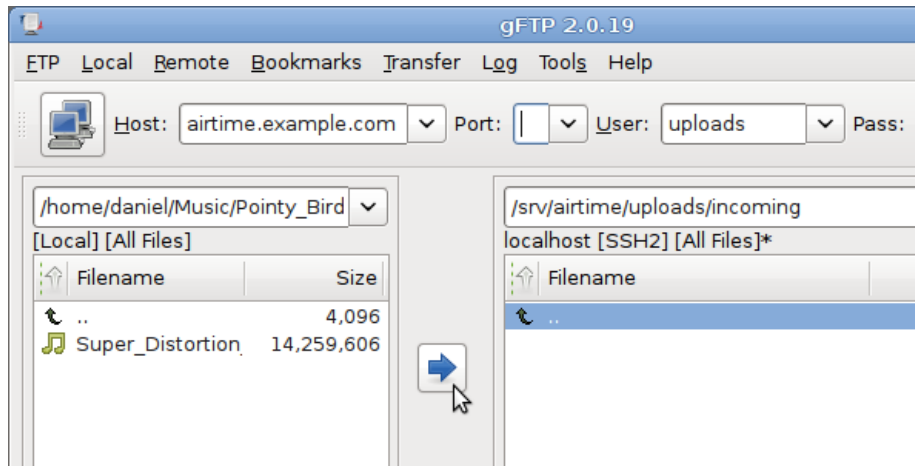 gFTP 2.0.19
FTP Local Remote Bookmarks Transfer Log Tools Help
Host: airtime.example.com Port: User: uploads Pass:
/home/daniel/Music/Pointy_Bird
/srv/airtime/uploads/incoming
[Local] [All Files]
localhost [SSH2] [All Files]*
Filename Size
Filename
.. 4,096
..
Super_Distortion_ 14,259,606